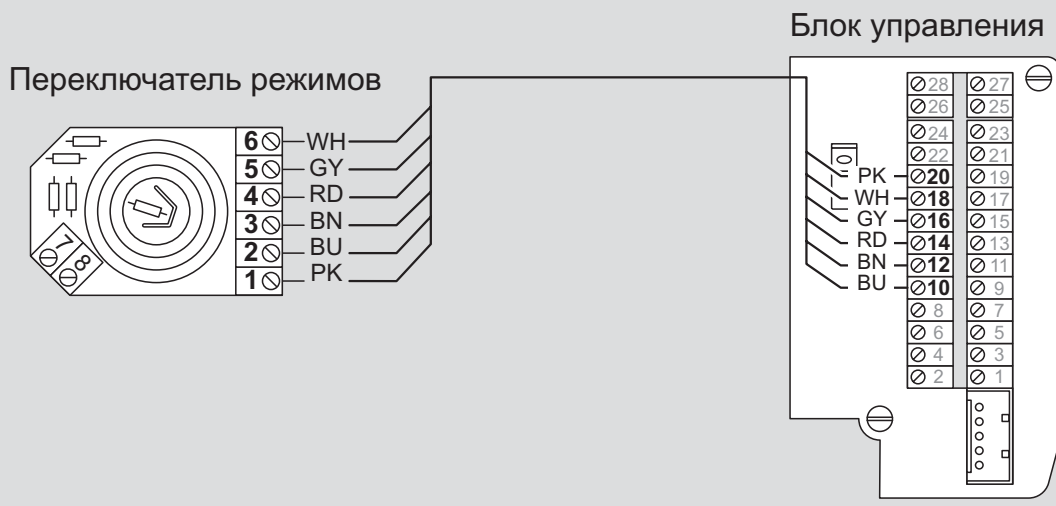 Блок управления
Переключатель режимов
6 WH
5 GY
4 RD
3 BN
2 BU
1 PK
7
8
28 27
26 25
24 23
22 21
PK 20 19
WH 18 17
GY 16 15
RD 14 13
BN 12 11
BU 10 9
8 7
6 5
4 3
2 1